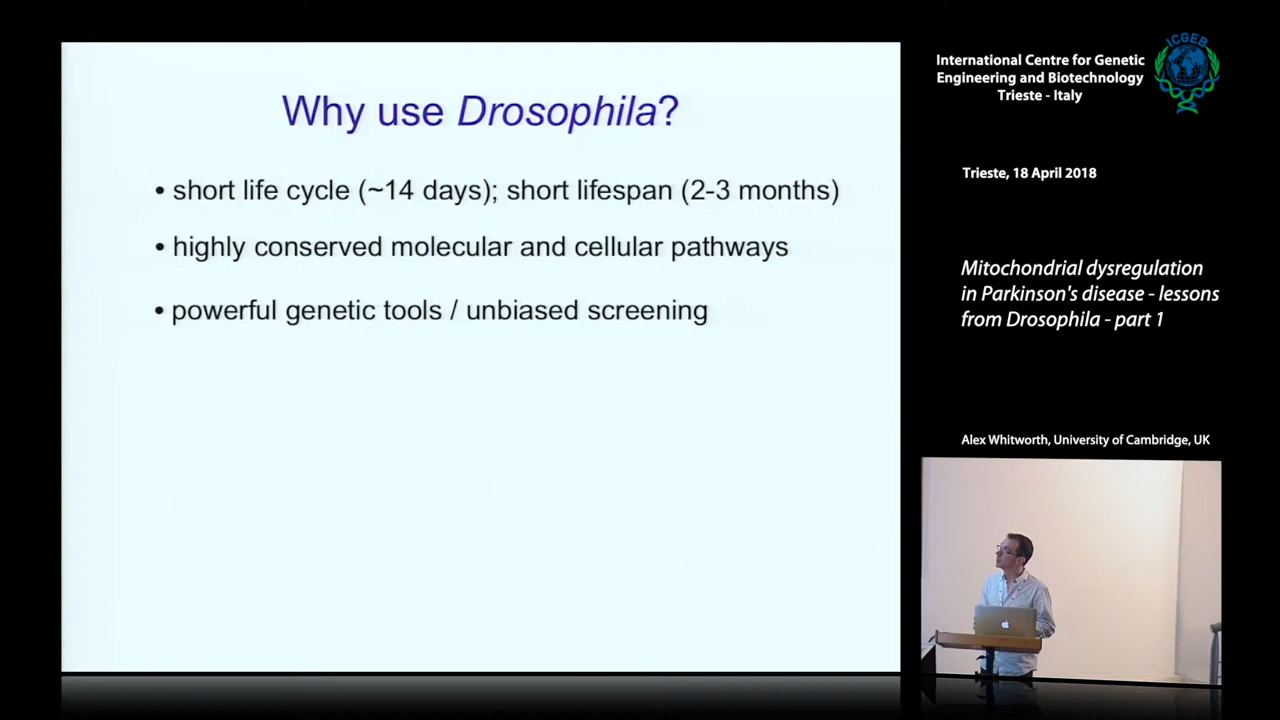 Why use Drosophila?
• short life cycle (~14 days); short lifespan (2-3 months)
• highly conserved molecular and cellular pathways
• powerful genetic tools / unbiased screening
International Centre for Genetic
Engineering and Biotechnology
Trieste - Italy
ICGEB
Trieste, 18 April 2018
Mitochondrial dysregulation
in Parkinson's disease - lessons
from Drosophila - part 1
Alex Whitworth, University of Cambridge, UK